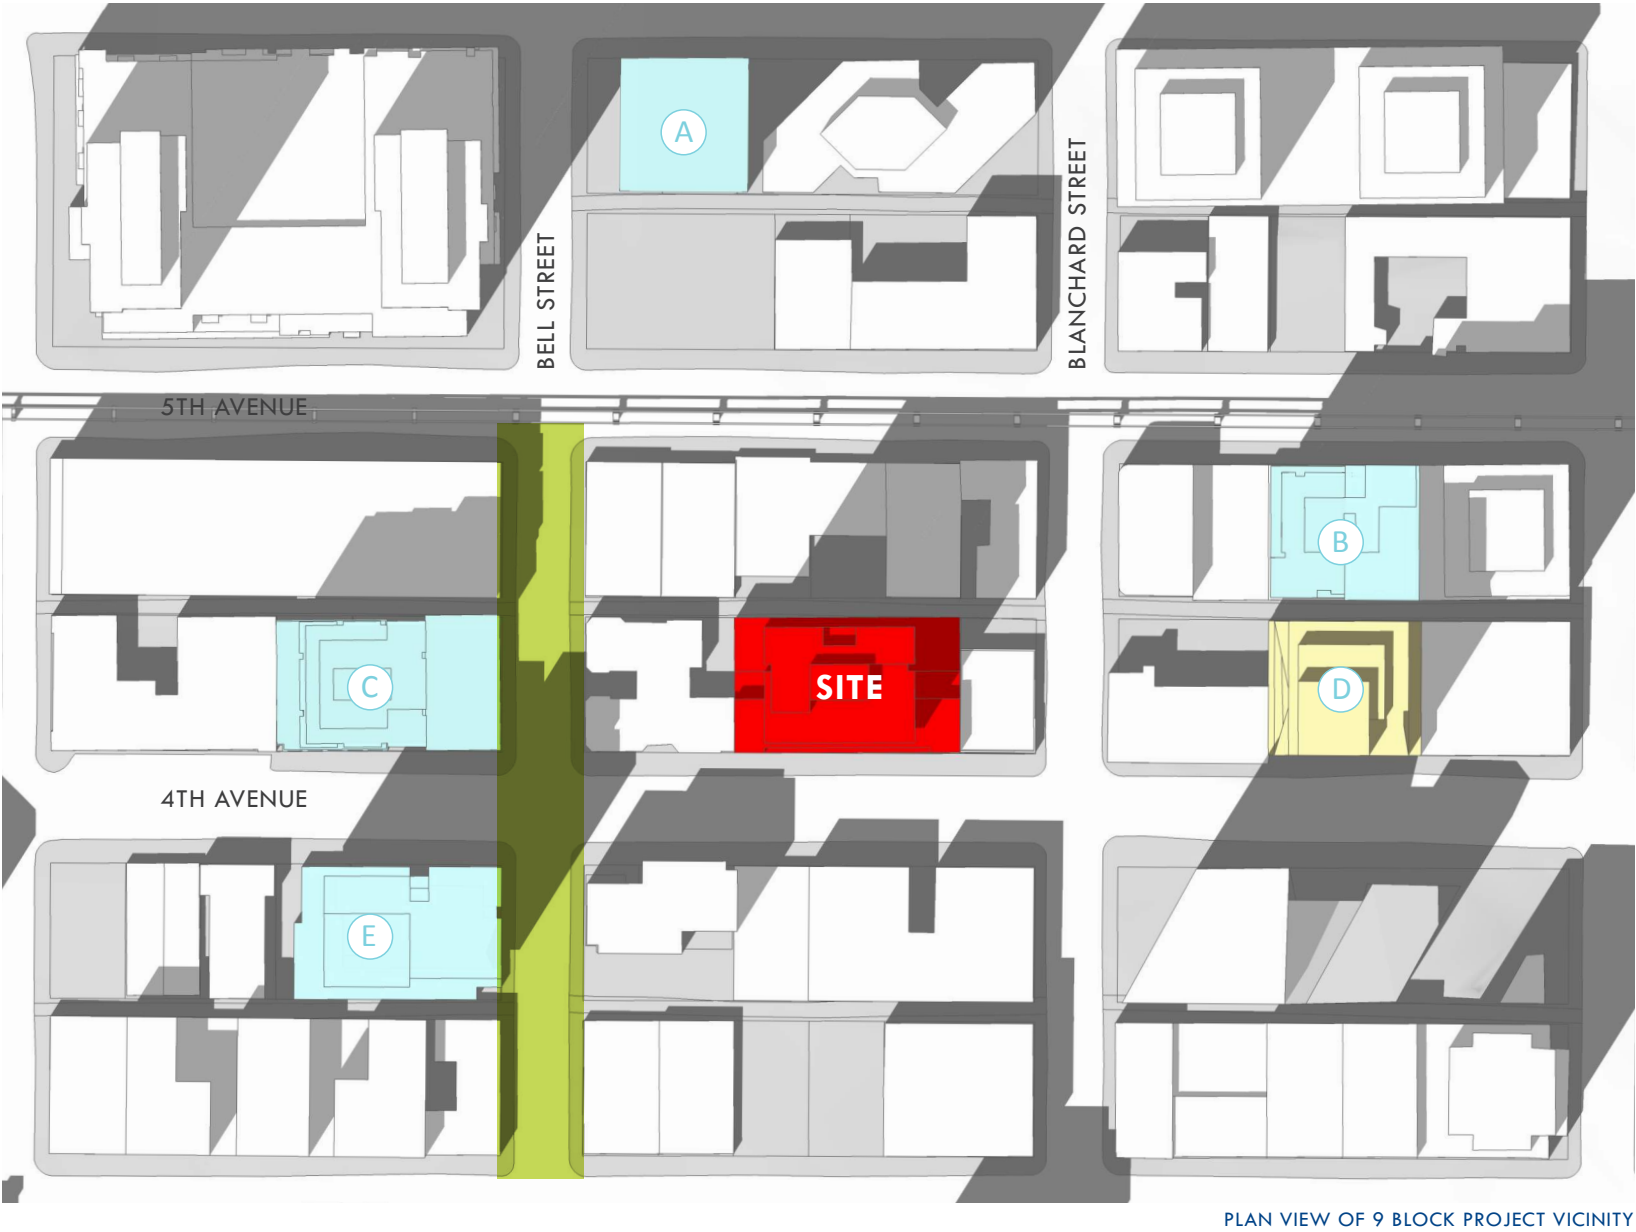 A
BELL STREET
BLANCHARD STREET
5TH AVENUE
B
C
SITE
D
4TH AVENUE
E
PLAN VIEW OF 9 BLOCK PROJECT VICINITY